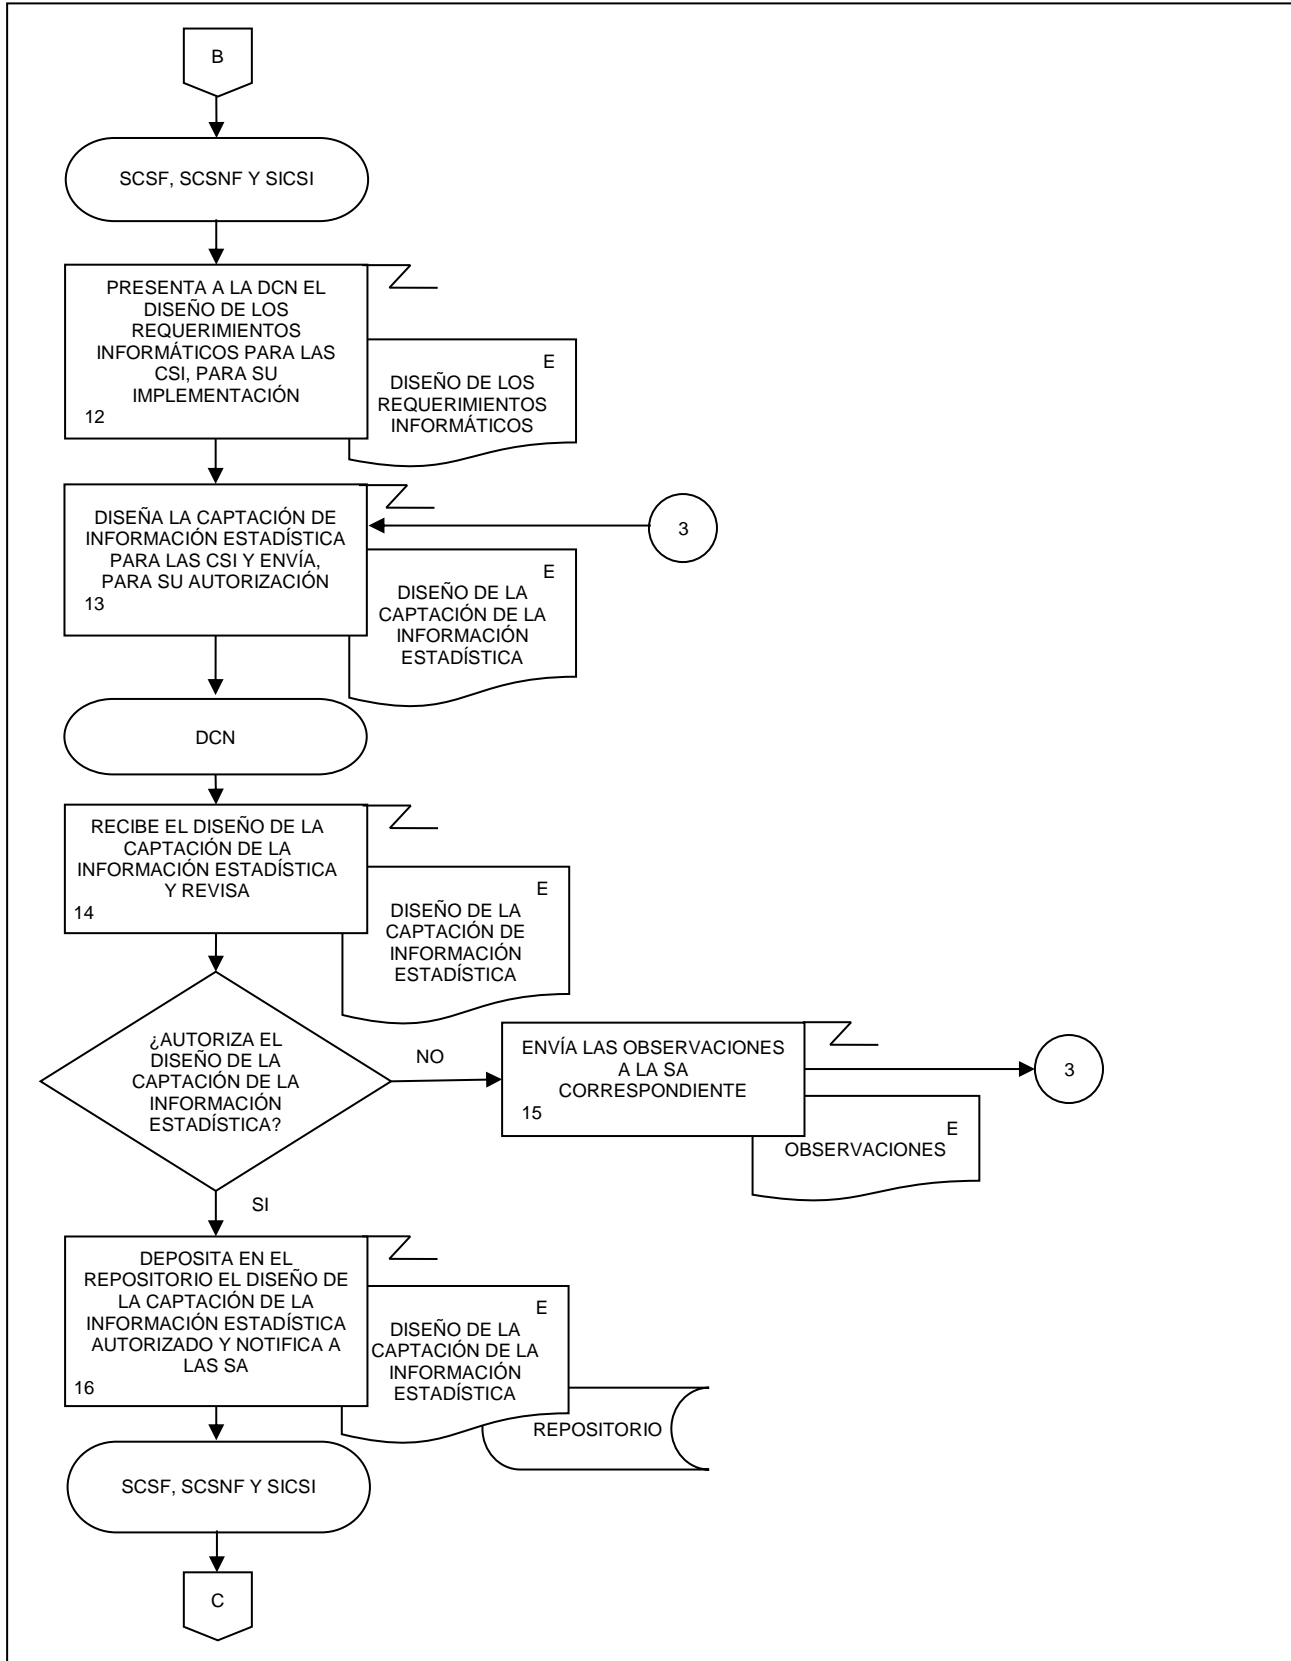 B
SCSF, SCSNF Y SICSI
PRESENTA A LA DCN EL
DISEÑO DE LOS
REQUERIMIENTOS
INFORMÁTICOS PARA LAS
CSI, PARA SU
IMPLEMENTACIÓN
12
E
DISEÑO DE LOS
REQUERIMIENTOS
INFORMÁTICOS
DISEÑA LA CAPTACIÓN DE
INFORMACIÓN ESTADÍSTICA
PARA LAS CSI Y ENVÍA,
PARA SU AUTORIZACIÓN
13
3
E
DISEÑO DE LA
CAPTACIÓN DE LA
INFORMACIÓN
ESTADÍSTICA
DCN
RECIBE EL DISEÑO DE LA
CAPTACIÓN DE LA
INFORMACIÓN ESTADÍSTICA
Y REVISA
14
E
DISEÑO DE LA
CAPTACIÓN DE
INFORMACIÓN
ESTADÍSTICA
¿AUTORIZA EL
DISEÑO DE LA
CAPTACIÓN DE LA
INFORMACIÓN
ESTADÍSTICA?
NO
ENVÍA LAS OBSERVACIONES
A LA SA
CORRESPONDIENTE
15
3
E
OBSERVACIONES
SI
DEPOSITA EN EL
REPOSITORIO EL DISEÑO DE
LA CAPTACIÓN DE LA
INFORMACIÓN ESTADÍSTICA
AUTORIZADO Y NOTIFICA A
LAS SA
16
E
DISEÑO DE LA
CAPTACIÓN DE LA
INFORMACIÓN
ESTADÍSTICA
REPOSITORIO
SCSF, SCSNF Y SICSI
C